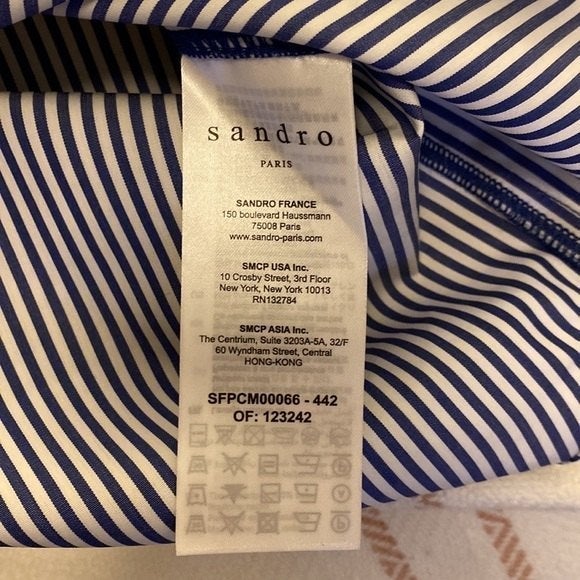 sandro
PARIS
SANDRO FRANCE
150 boulevard Haussmann
75008 Paris
www.sandro-paris.com
SMCP USA Inc.
10 Crosby Street, 3rd Floor
New York, New York 10013
RN132784
SMCP ASIA Inc.
The Centrium, Suite 3203A-5A, 32/F
60 Wyndham Street, Central
HONG-KONG
SFPCM00066 - 442
OF: 123242